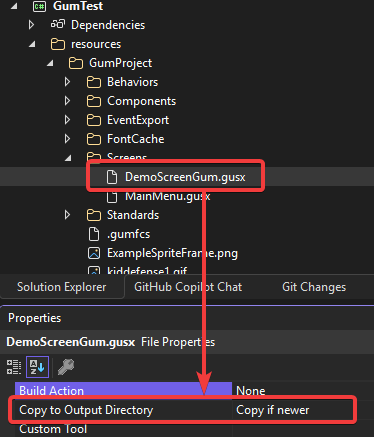 GumTest
Dependencies
resources
GumProject
Behaviors
Components
EventExport
FontCache
Screens
DemoScreenGum.gusx
MainMenu.gusx
Standards
.gumfcs
ExampleSpriteFrame.png
kiddefense1.gif
Solution Explorer GitHub Copilot Chat Git Changes
Properties
DemoScreenGum.gusx File Properties
Build Action None
Copy to Output Directory Copy if newer
Custom Tool